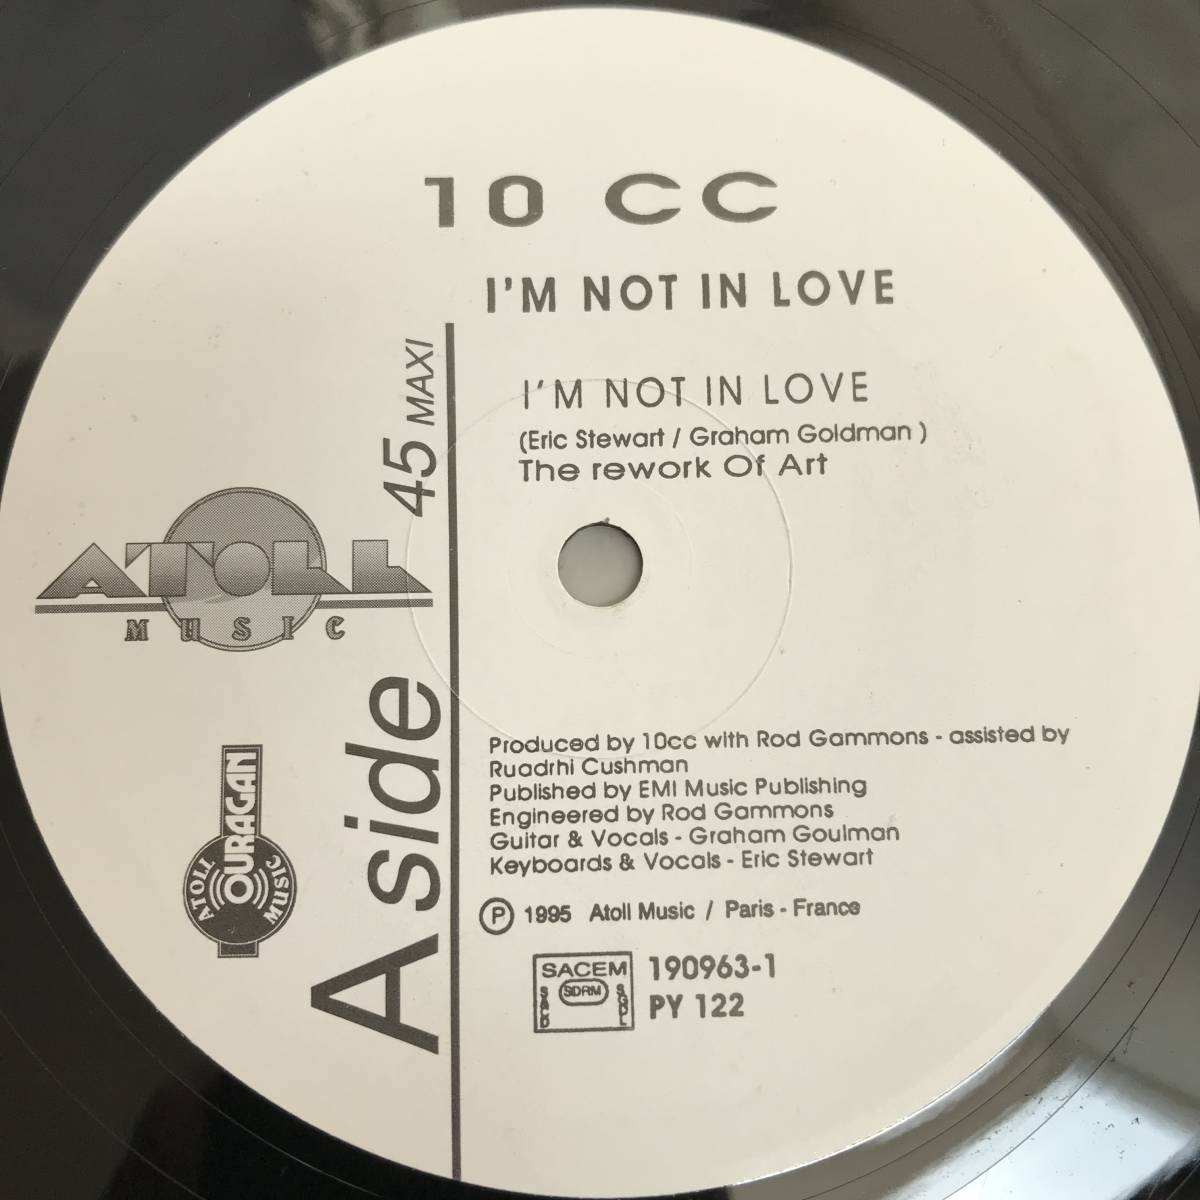 10 CC
I'M NOT IN LOVE
I'M NOT IN LOVE
(Eric Stewart / Graham Goldman )
The rework Of Art
45 MAXI
A side
ATOLL
MUSIC
OURAGAN
ATOLL
MUSIC
Produced by 10cc with Rod Gammons - assisted by
Ruadrhi Cushman
Published by EMI Music Publishing
Engineered by Rod Gammons
Guitar & Vocals - Graham Goulman
Keyboards & Vocals - Eric Stewart
Ⓟ 1995 Atoll Music / Paris - France
SACEM
SDRM
SACD
SGDL
190963-1
PY 122